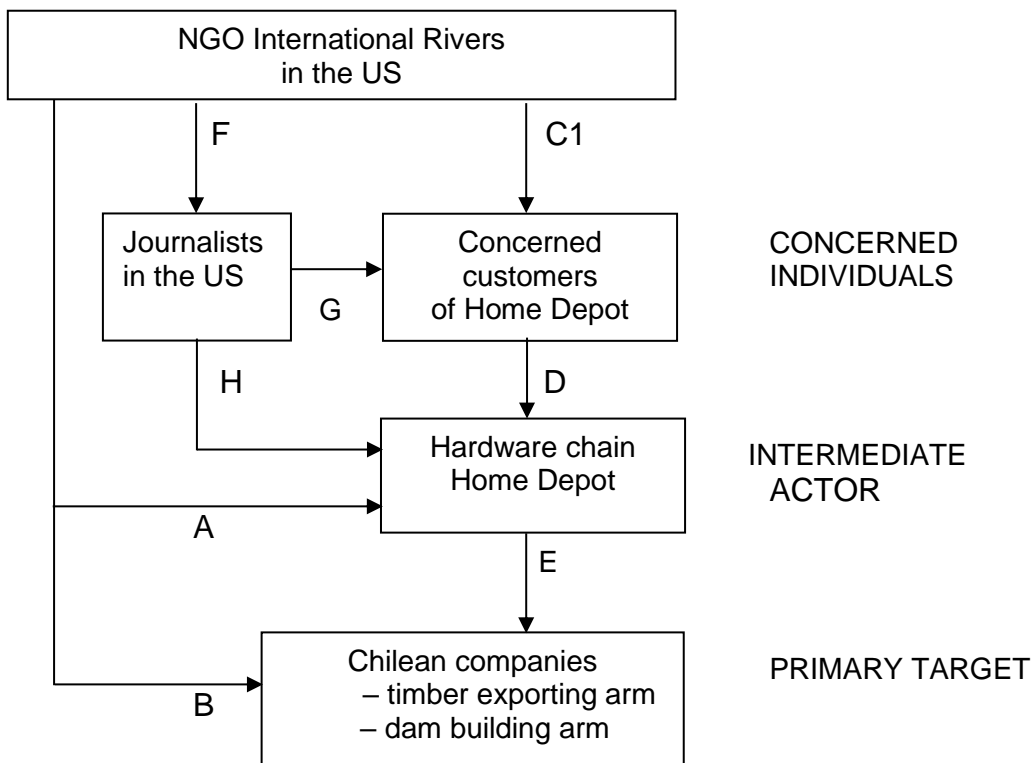 NGO International Rivers
in the US
F
C1
Journalists
in the US
Concerned
customers
of Home Depot
CONCERNED
INDIVIDUALS
G
H
D
Hardware chain
Home Depot
INTERMEDIATE
ACTOR
A
E
Chilean companies
– timber exporting arm
– dam building arm
PRIMARY TARGET
B